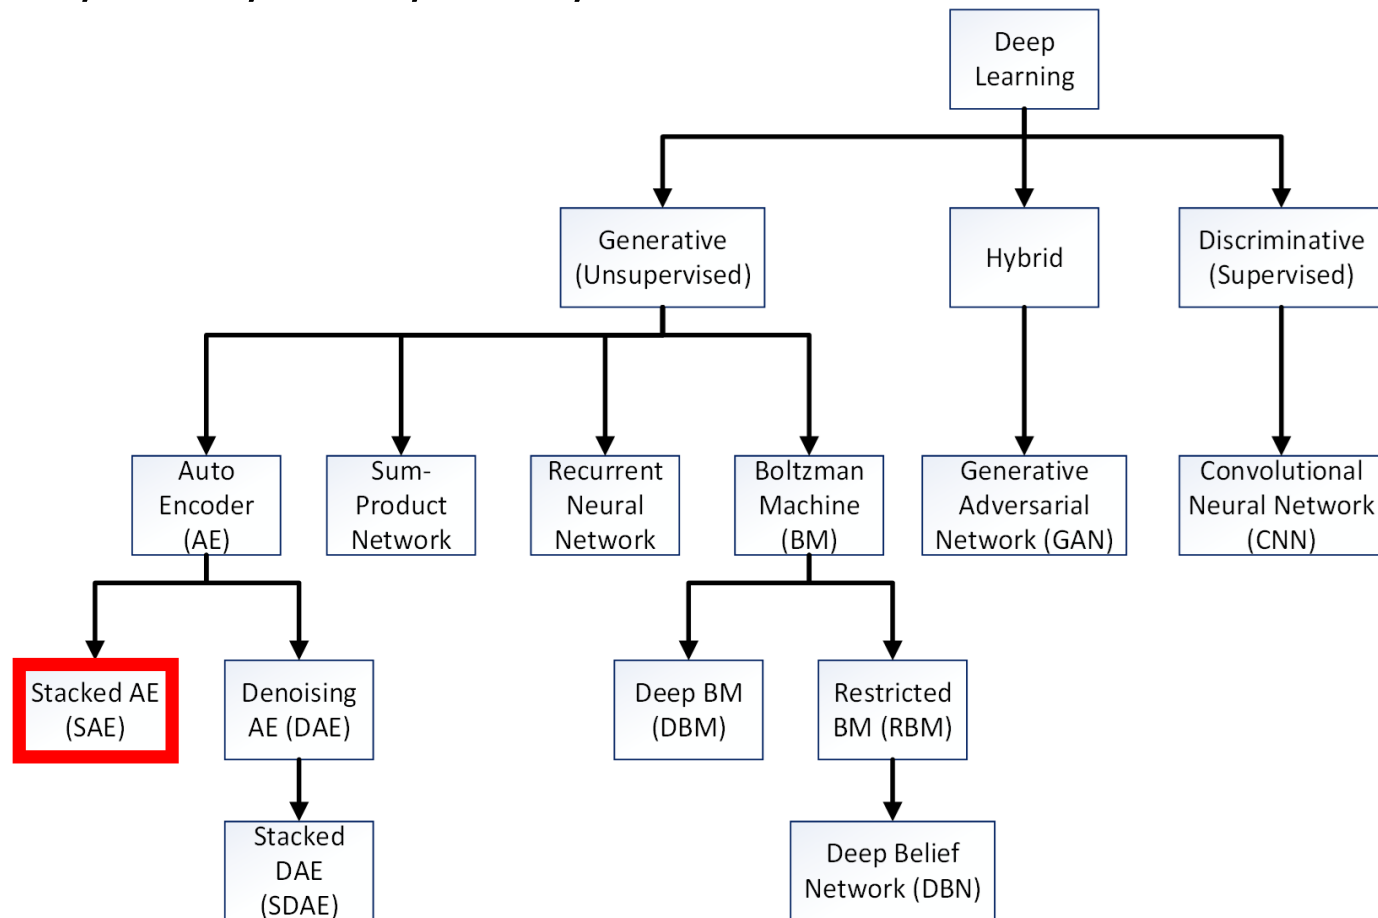 Deep
Learning
Generative
(Unsupervised)
Hybrid
Discriminative
(Supervised)
Auto
Encoder
(AE)
Sum-
Product
Network
Recurrent
Neural
Network
Boltzman
Machine
(BM)
Generative
Adversarial
Network (GAN)
Convolutional
Neural Network
(CNN)
Stacked AE
(SAE)
Denoising
AE (DAE)
Deep BM
(DBM)
Restricted
BM (RBM)
Stacked
DAE
(SDAE)
Deep Belief
Network (DBN)